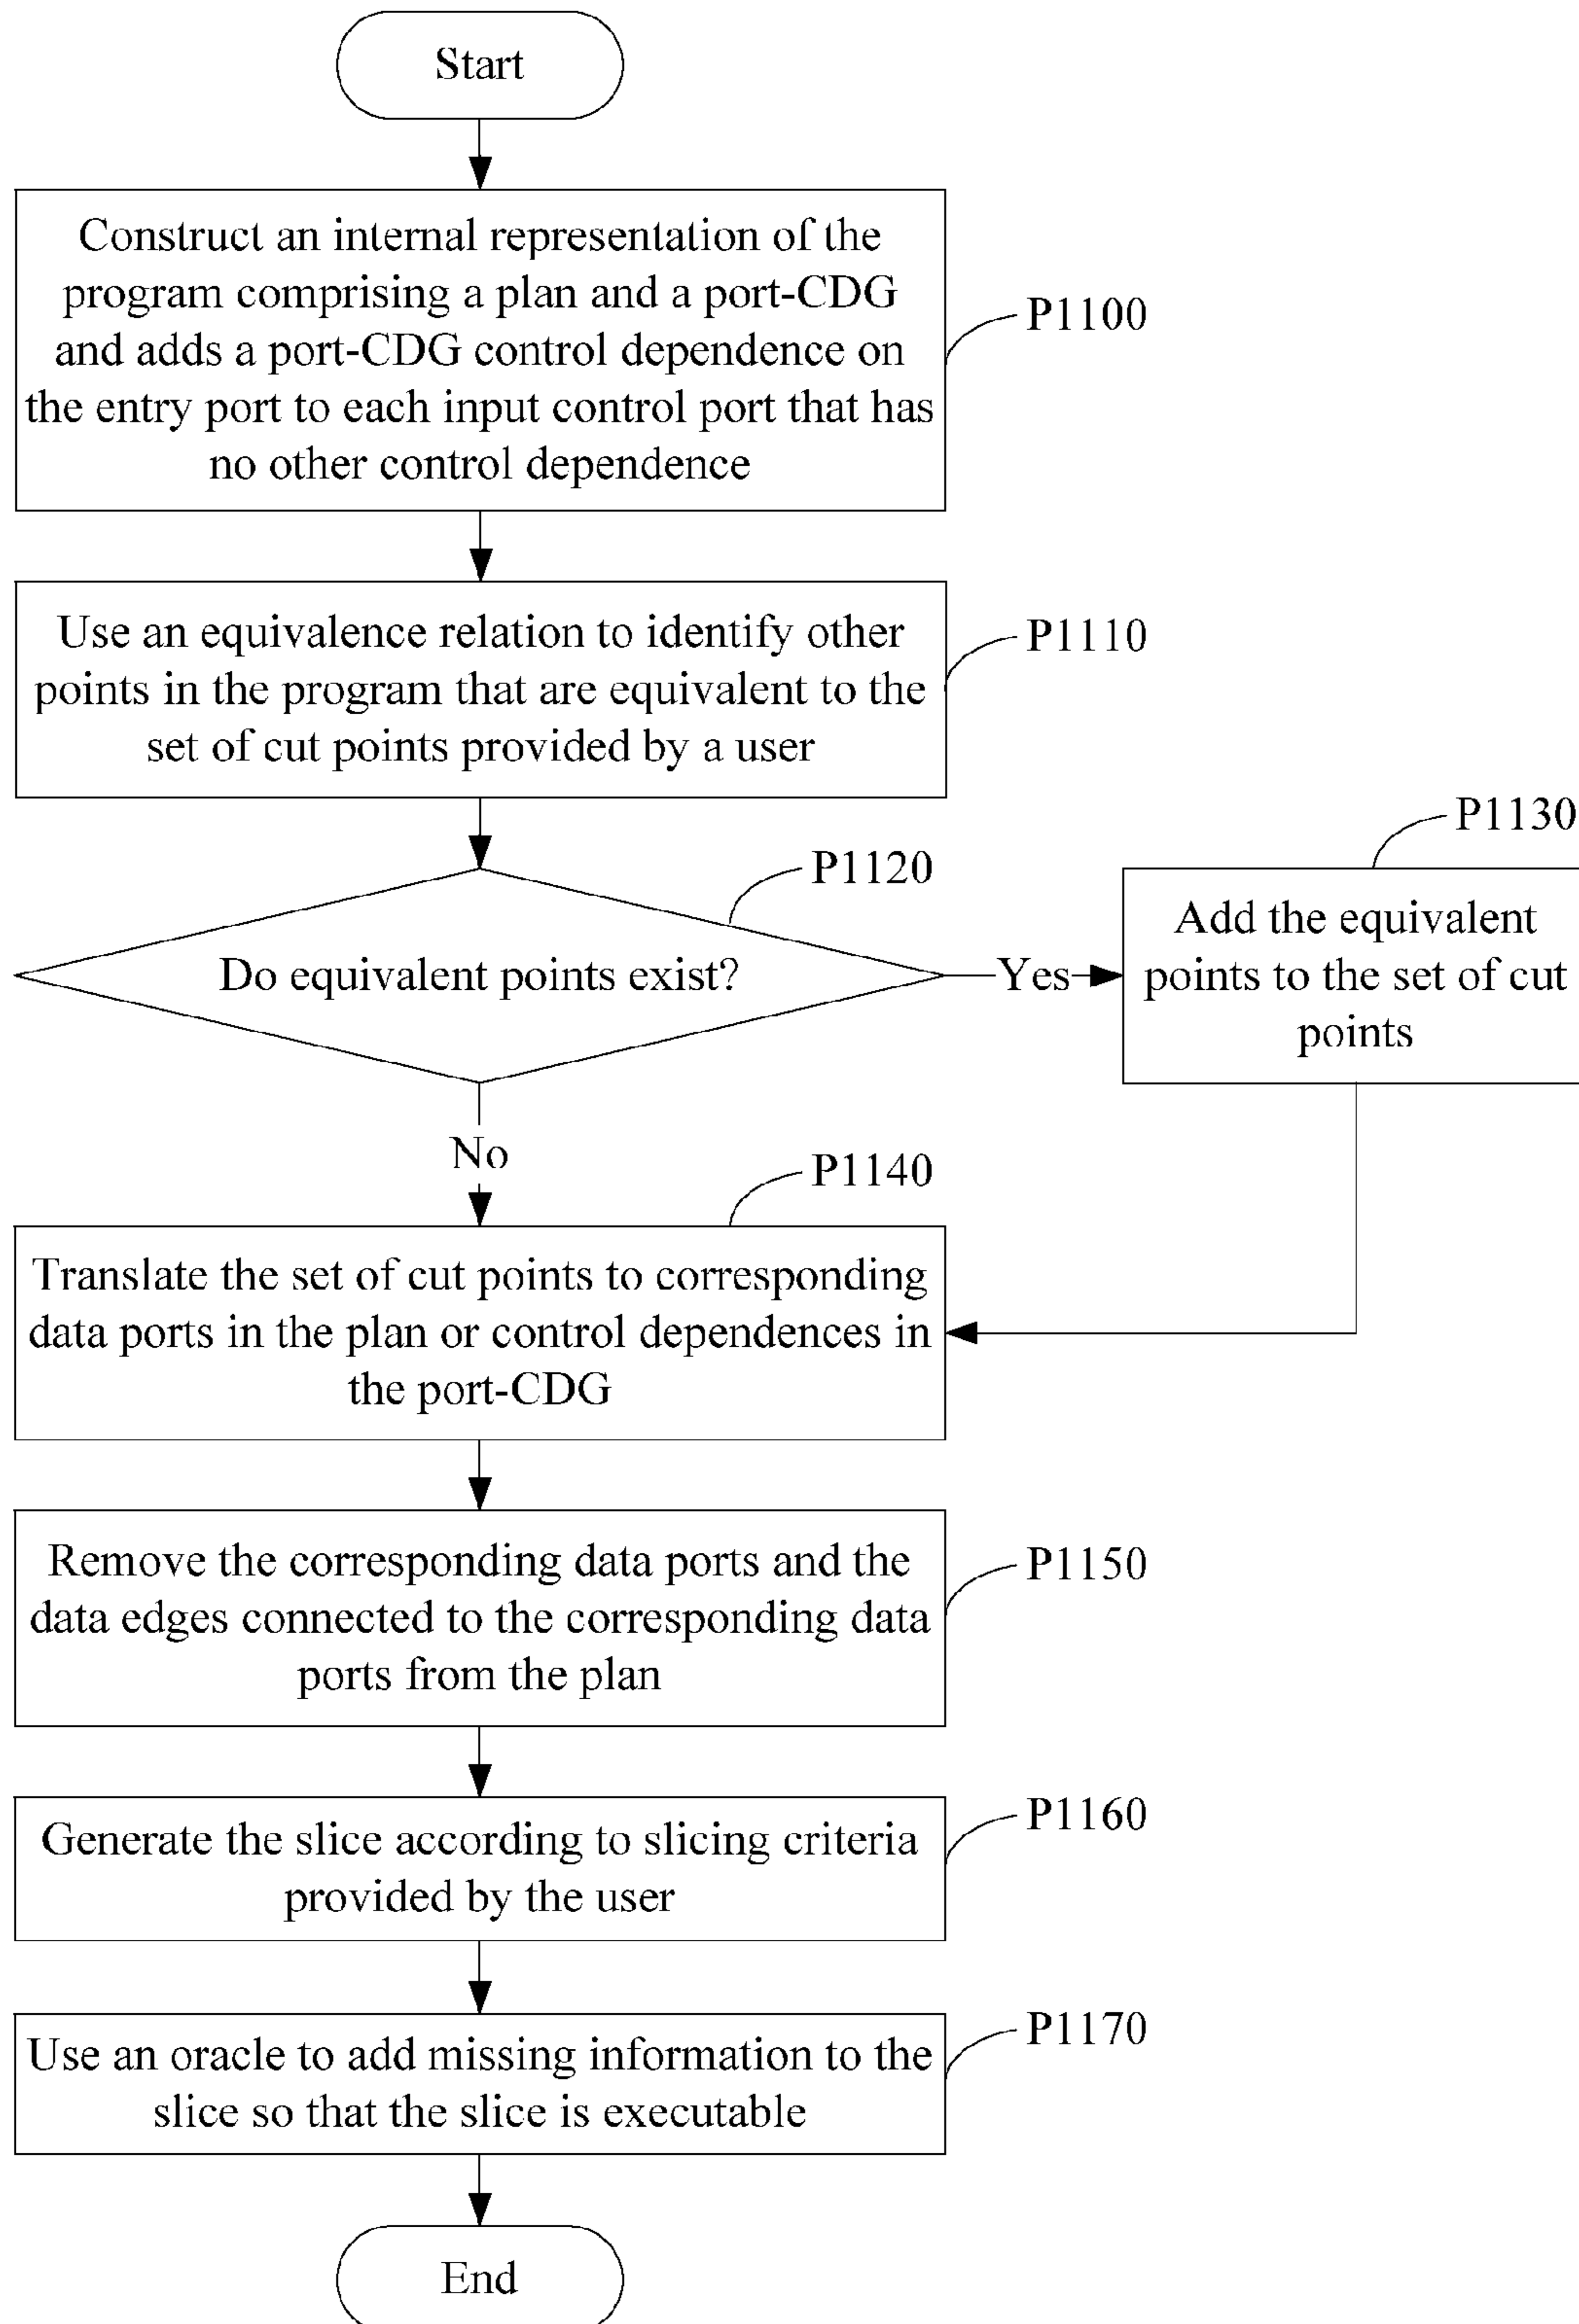 Start
Construct an internal representation of the
program comprising a plan and a port-CDG
and adds a port-CDG control dependence on
the entry port to each input control port that has
no other control dependence
P1100
Use an equivalence relation to identify other
points in the program that are equivalent to the
set of cut points provided by a user
P1110
Do equivalent points exist?
P1120
Yes
P1130
Add the equivalent
points to the set of cut
points
No
P1140
Translate the set of cut points to corresponding
data ports in the plan or control dependences in
the port-CDG
Remove the corresponding data ports and the
data edges connected to the corresponding data
ports from the plan
P1150
Generate the slice according to slicing criteria
provided by the user
P1160
Use an oracle to add missing information to the
slice so that the slice is executable
P1170
End